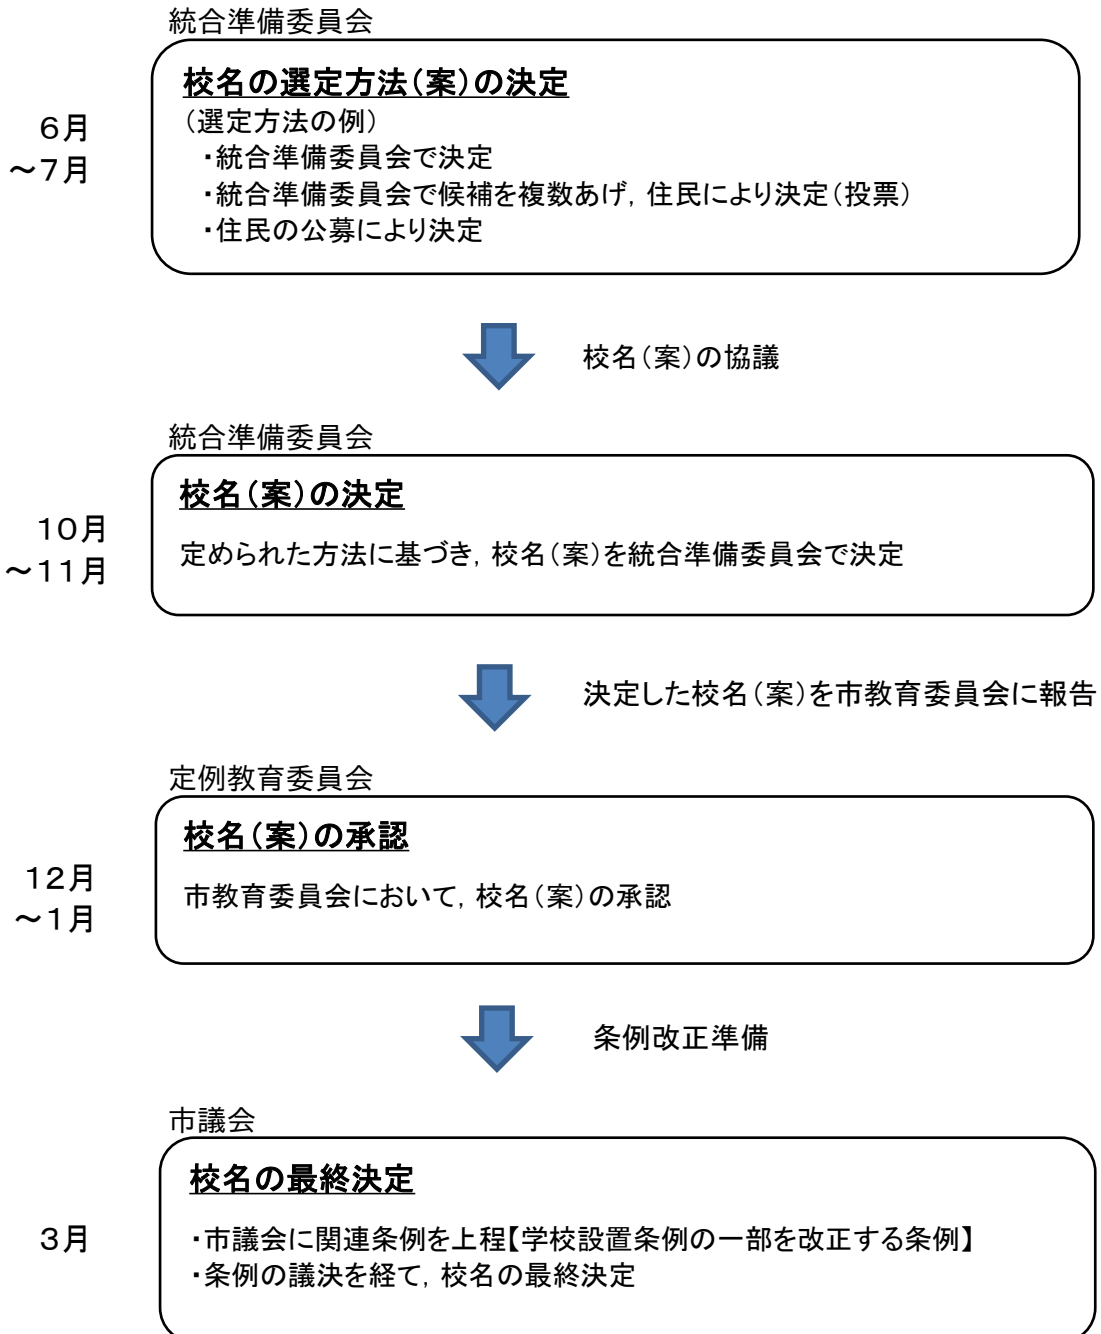 統合準備委員会
校名の選定方法(案)の決定
(選定方法の例)
・統合準備委員会で決定
・統合準備委員会で候補を複数あげ，住民により決定(投票)
・住民の公募により決定
6月
～7月
校名(案)の協議
統合準備委員会
校名(案)の決定
定められた方法に基づき，校名(案)を統合準備委員会で決定
10月
～11月
決定した校名(案)を市教育委員会に報告
定例教育委員会
校名(案)の承認
市教育委員会において，校名(案)の承認
12月
～1月
条例改正準備
市議会
校名の最終決定
・市議会に関連条例を上程【学校設置条例の一部を改正する条例】
・条例の議決を経て，校名の最終決定
3月